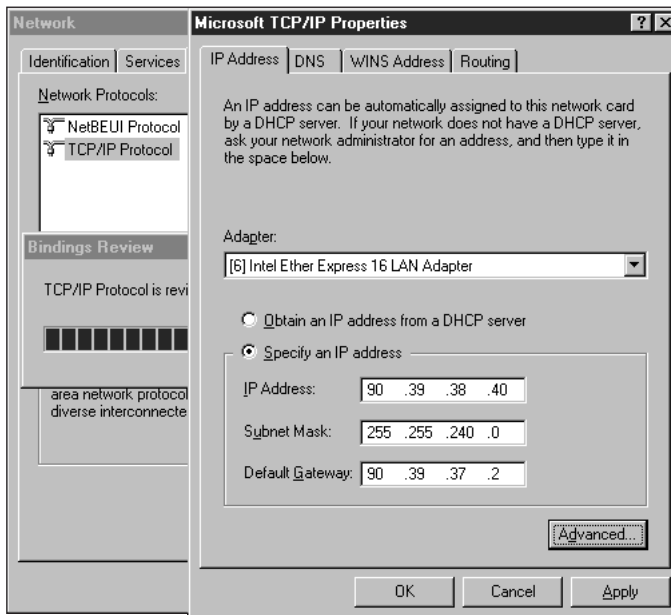 Network
Identification Services
Network Protocols:
NetBEUI Protocol
TCP/IP Protocol
Bindings Review
TCP/IP Protocol is revi
area network protocol
diverse interconnecte
Microsoft TCP/IP Properties
? X
IP Address DNS WINS Address Routing
An IP address can be automatically assigned to this network card
by a DHCP server. If your network does not have a DHCP server,
ask your network administrator for an address, and then type it in
the space below.
Adapter:
[6] Intel Ether Express 16 LAN Adapter
Obtain an IP address from a DHCP server
Specify an IP address
IP Address: 90 .39 .38 .40
Subnet Mask: 255 .255 .240 .0
Default Gateway: 90 .39 .37 .2
Advanced...
OK Cancel Apply